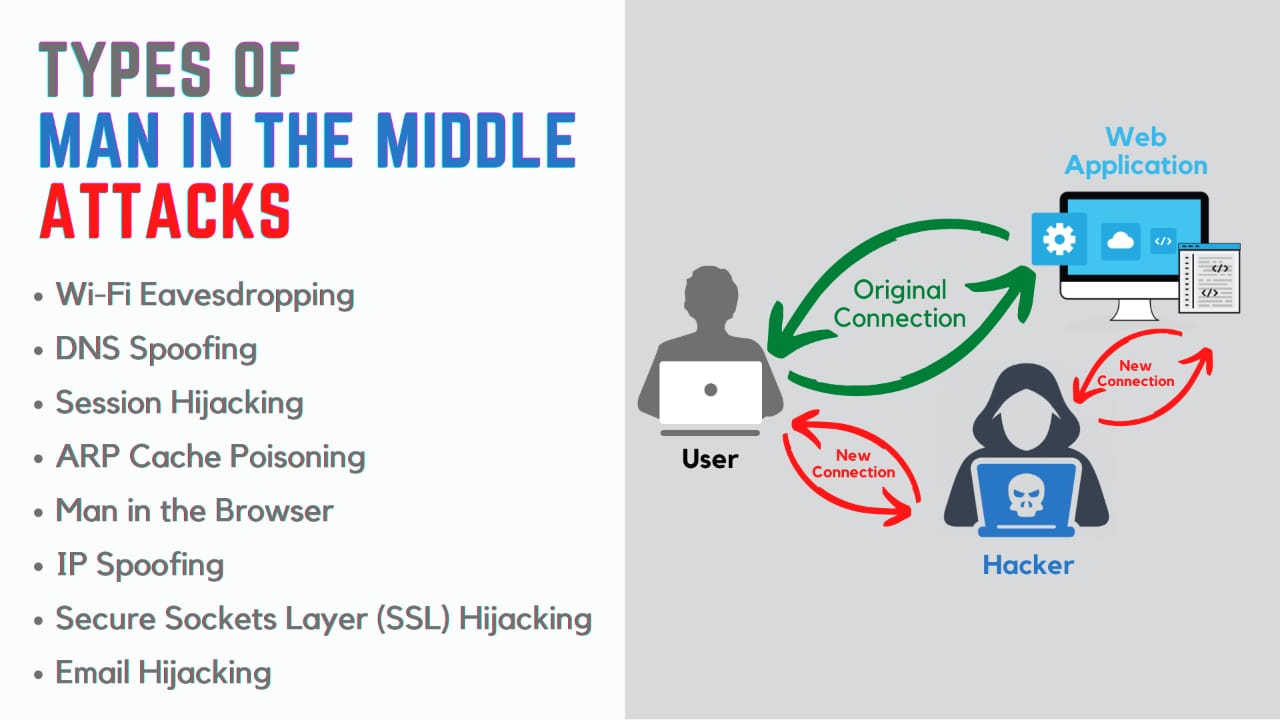 TYPES OF
MAN IN THE MIDDLE
ATTACKS
• Wi-Fi Eavesdropping
• DNS Spoofing
• Session Hijacking
• ARP Cache Poisoning
• Man in the Browser
• IP Spoofing
• Secure Sockets Layer (SSL) Hijacking
• Email Hijacking
Web
Application
</>
</>
</>
Original
Connection
New
Connection
User
New
Connection
Hacker